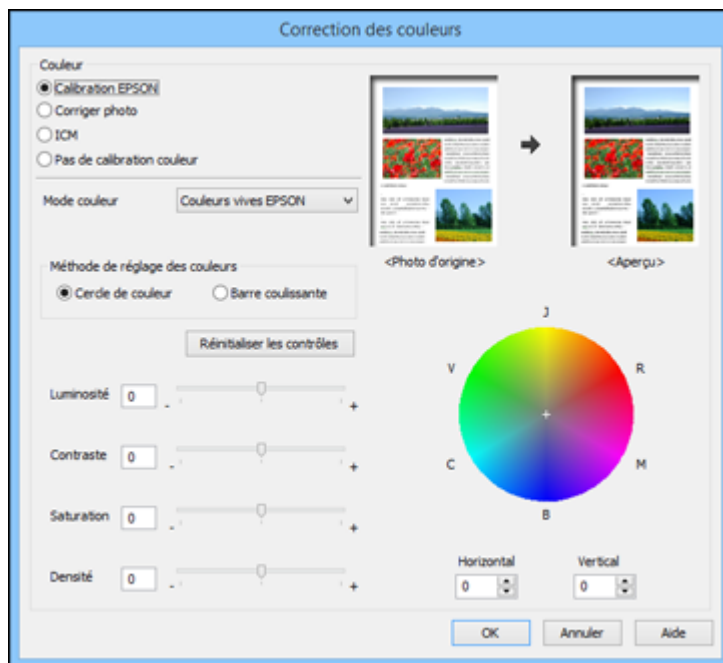 Correction des couleurs
Couleur
Calibration EPSON
Corriger photo
ICM
Pas de calibration couleur
Mode couleur
Couleurs vives EPSON
<Photo d'origine>
<Aperçu>
Méthode de réglage des couleurs
Cercle de couleur
Barre coulissante
Réinitialiser les contrôles
Luminosité 0 - +
Contraste 0 - +
Saturation 0 - +
Densité 0 - +
J
V R
C M
B
Horizontal Vertical
0 0
OK Annuler Aide